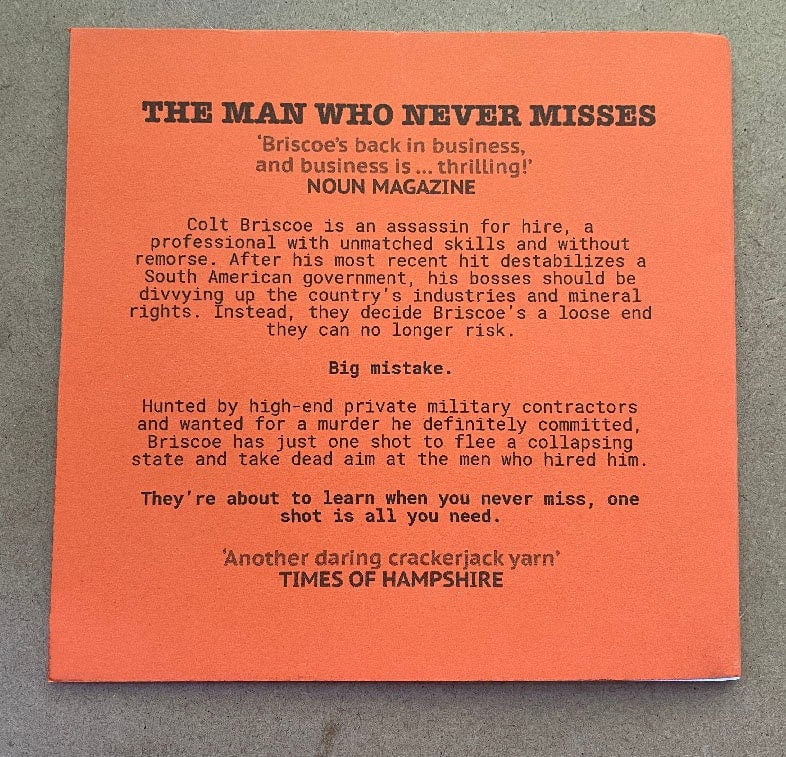 THE MAN WHO NEVER MISSES
‘Briscoe’s back in business,
and business is ... thrilling!’
NOUN MAGAZINE
Colt Briscoe is an assassin for hire, a
professional with unmatched skills and without
remorse. After his most recent hit destabilizes a
South American government, his bosses should be
divvying up the country’s industries and mineral
rights. Instead, they decide Briscoe’s a loose end
they can no longer risk.
Big mistake.
Hunted by high-end private military contractors
and wanted for a murder he definitely committed,
Briscoe has just one shot to flee a collapsing
state and take dead aim at the men who hired him.
They’re about to learn when you never miss, one
shot is all you need.
‘Another daring crackerjack yarn’
TIMES OF HAMPSHIRE